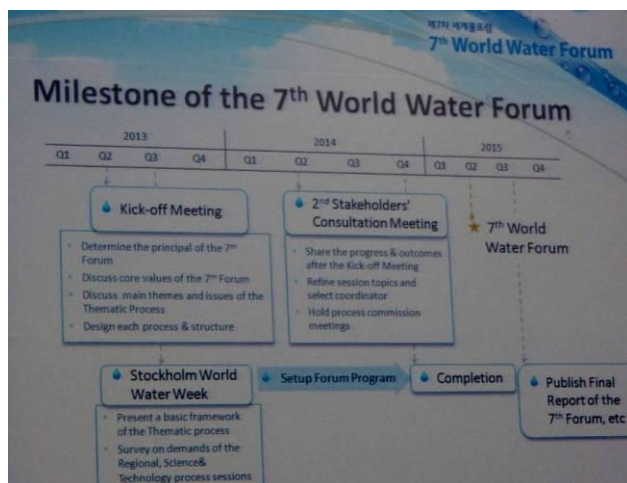 제7차 세계물포럼
7th World Water Forum
Milestone of the 7th World Water Forum
2013 2014 2015
Q1 Q2 Q3 Q4 Q1 Q2 Q3 Q4 Q1 Q2 Q3 Q4
Kick-off Meeting
Determine the principal of the 7th
Forum
Discuss core values of the 7th Forum
Discuss main themes and issues of the
Thematic Process
Design each process & structure
2nd Stakeholders'
Consultation Meeting
Share the progress & outcomes
after the Kick-off Meeting
Refine session topics and
select coordinator
Hold process commission
meetings
7th World
Water Forum
Stockholm World
Water Week
Present a basic framework
of the Thematic process
Survey on demands of the
Regional, Science&
Technology process sessions
Setup Forum Program
Completion
Publish Final
Report of the
7th Forum, etc